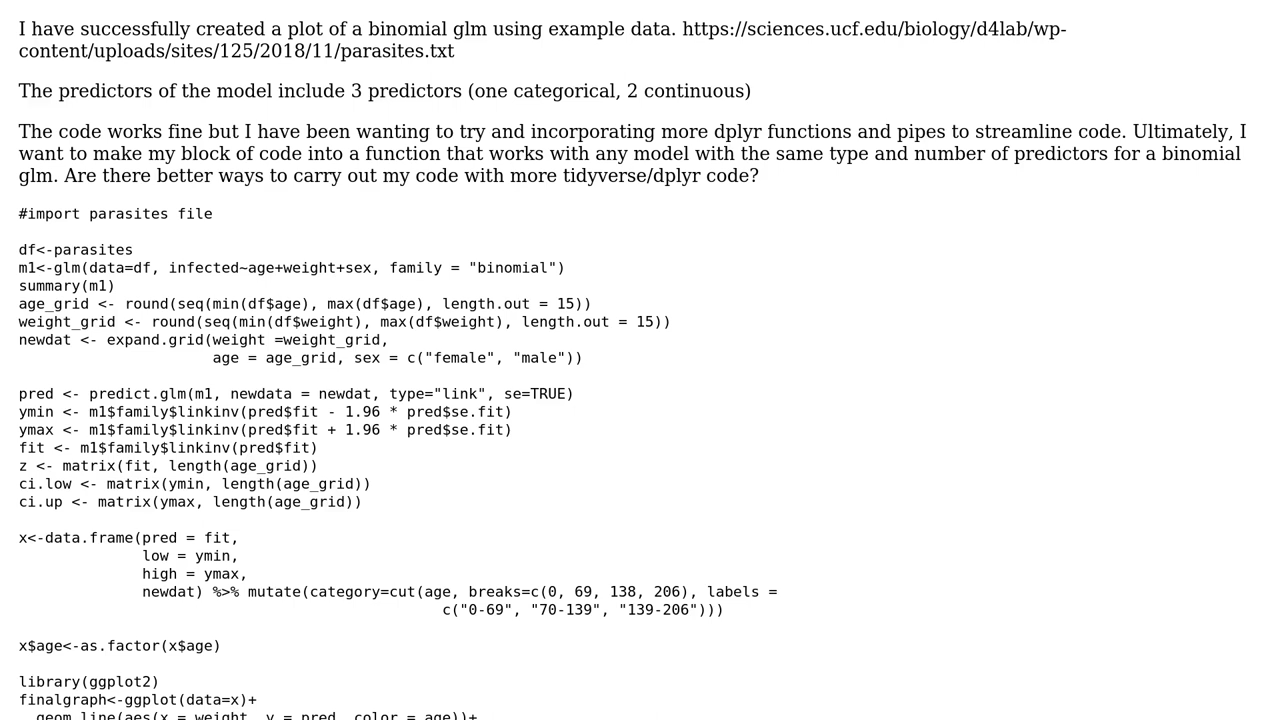 I have successfully created a plot of a binomial glm using example data. https://sciences.ucf.edu/biology/d4lab/wp-
content/uploads/sites/125/2018/11/parasites.txt
The predictors of the model include 3 predictors (one categorical, 2 continuous)
The code works fine but I have been wanting to try and incorporating more dplyr functions and pipes to streamline code. Ultimately, I
want to make my block of code into a function that works with any model with the same type and number of predictors for a binomial
glm. Are there better ways to carry out my code with more tidyverse/dplyr code?
#import parasites file
df<-parasites
m1<-glm(data=df, infected~age+weight+sex, family = "binomial")
summary(m1)
age_grid <- round(seq(min(df$age), max(df$age), length.out = 15))
weight_grid <- round(seq(min(df$weight), max(df$weight), length.out = 15))
newdat <- expand.grid(weight =weight_grid,
age = age_grid, sex = c("female", "male"))
pred <- predict.glm(m1, newdata = newdat, type="link", se=TRUE)
ymin <- m1$family$linkinv(pred$fit - 1.96 * pred$se.fit)
ymax <- m1$family$linkinv(pred$fit + 1.96 * pred$se.fit)
fit <- m1$family$linkinv(pred$fit)
z <- matrix(fit, length(age_grid))
ci.low <- matrix(ymin, length(age_grid))
ci.up <- matrix(ymax, length(age_grid))
x<-data.frame(pred = fit,
low = ymin,
high = ymax,
newdat) %>% mutate(category=cut(age, breaks=c(0, 69, 138, 206), labels =
c("0-69", "70-139", "139-206")))
x$age<-as.factor(x$age)
library(ggplot2)
finalgraph<-ggplot(data=x)+
geom_line(aes(x = weight, y = pred, color = age))+